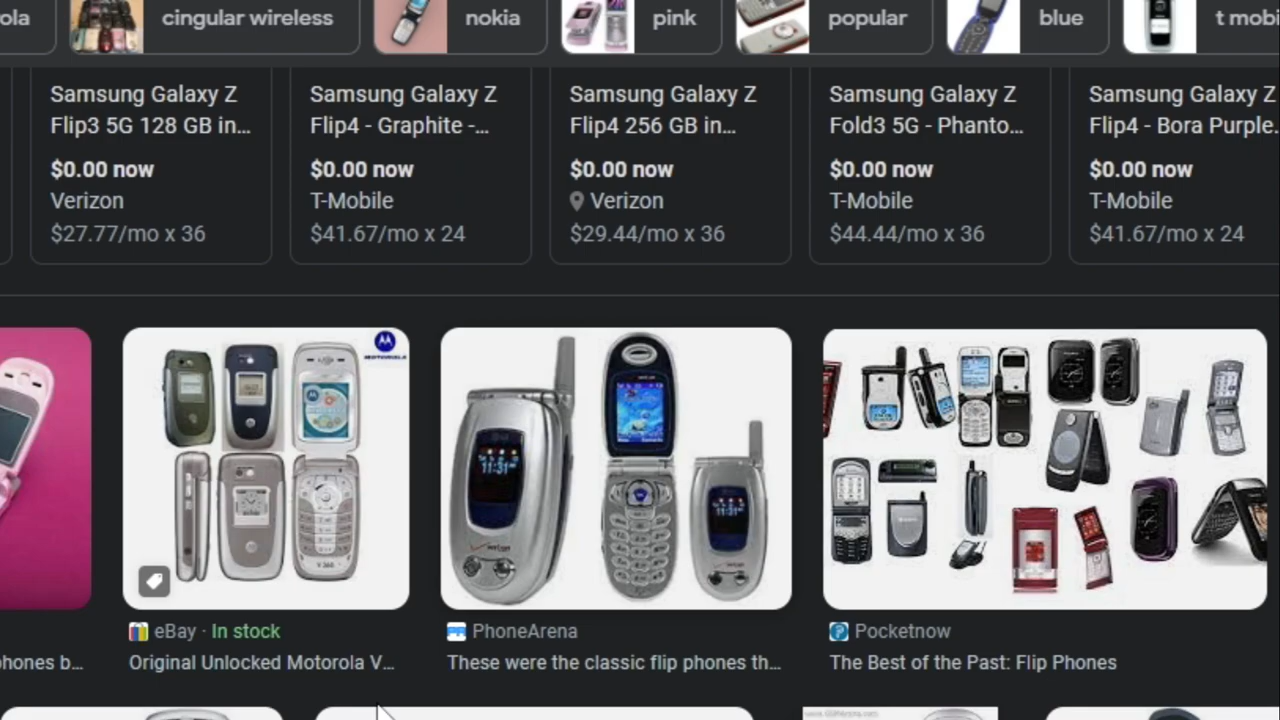 ola
cingular wireless
nokia
pink
popular
blue
t mobi
Samsung Galaxy Z
Flip3 5G 128 GB in...
$0.00 now
Verizon
$27.77/mo x 36
Samsung Galaxy Z
Flip4 - Graphite -...
$0.00 now
T-Mobile
$41.67/mo x 24
Samsung Galaxy Z
Flip4 256 GB in...
$0.00 now
Verizon
$29.44/mo x 36
Samsung Galaxy Z
Fold3 5G - Phanto...
$0.00 now
T-Mobile
$44.44/mo x 36
Samsung Galaxy Z
Flip4 - Bora Purple.
$0.00 now
T-Mobile
$41.67/mo x 24
MOTOROLA
11:31
11:31
hones b...
eBay · In stock
Original Unlocked Motorola V...
PhoneArena
These were the classic flip phones th...
Pocketnow
The Best of the Past: Flip Phones